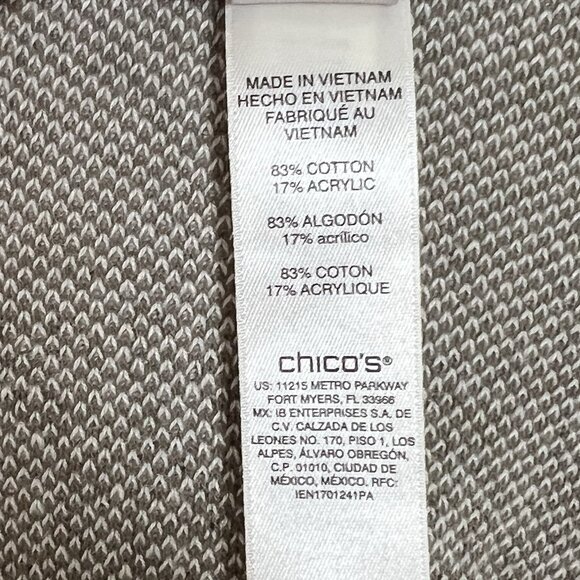 MADE IN VIETNAM
HECHO EN VIETNAM
FABRIQUÉ AU
VIETNAM
83% COTTON
17% ACRYLIC
83% ALGODÓN
17% acrílico
83% COTON
17% ACRYLIQUE
chico's®
US: 11215 METRO PARKWAY
FORT MYERS, FL 33966
MX: IB ENTERPRISES S.A. DE
C.V. CALZADA DE LOS
LEONES NO. 170, PISO 1, LOS
ALPES, ÁLVARO OBREGÓN,
C.P. 01010, CIUDAD DE
MÉXICO, MÉXICO. RFC:
IEN1701241PA